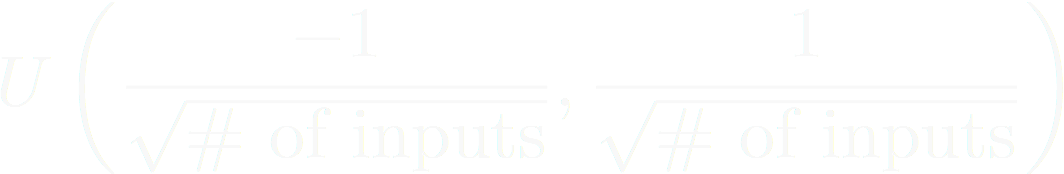 U ( -1 / √# of inputs , 1 / √# of inputs )